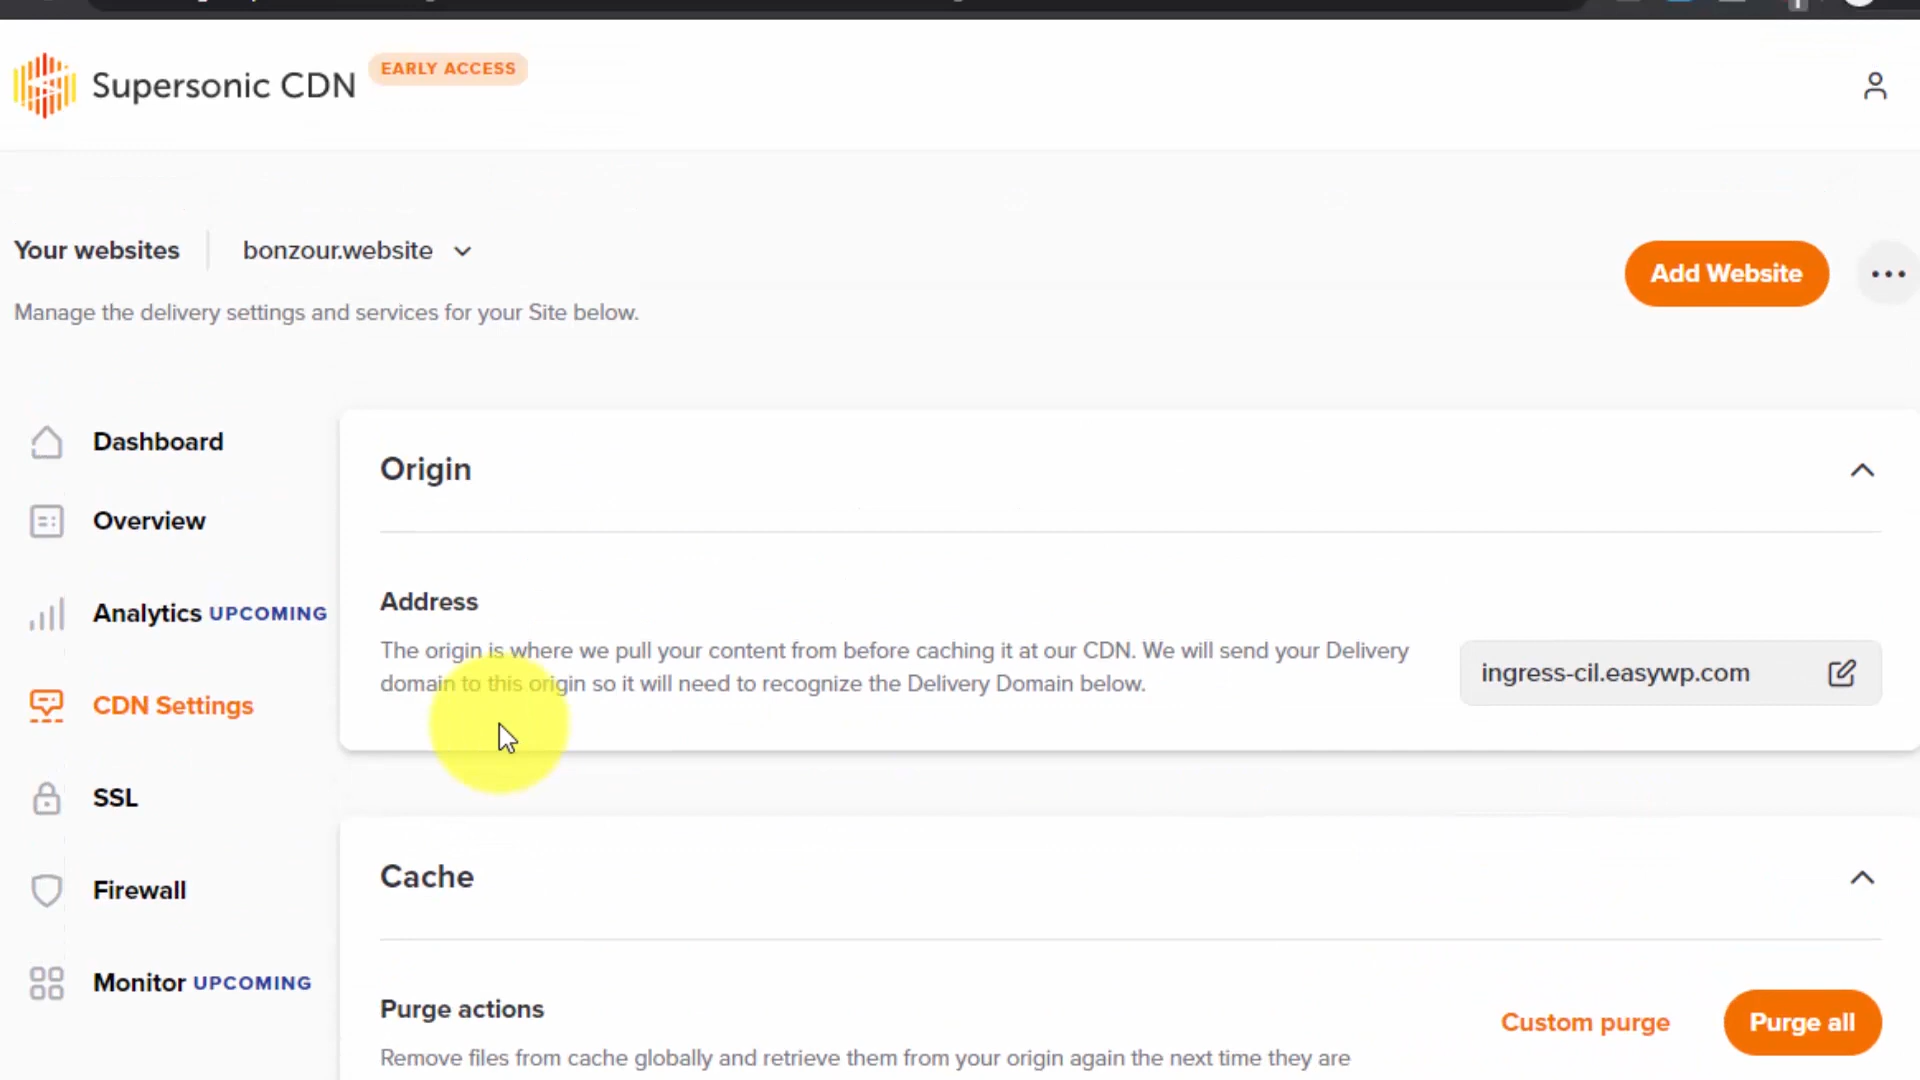 Supersonic CDN EARLY ACCESS
Your websites bonzour.website
Add Website
Manage the delivery settings and services for your Site below.
Dashboard
Overview
Analytics UPCOMING
CDN Settings
SSL
Firewall
Monitor UPCOMING
Origin
Address
The origin is where we pull your content from before caching it at our CDN. We will send your Delivery
domain to this origin so it will need to recognize the Delivery Domain below.
ingress-cil.easywp.com
Cache
Purge actions
Custom purge
Purge all
Remove files from cache globally and retrieve them from your origin again the next time they are